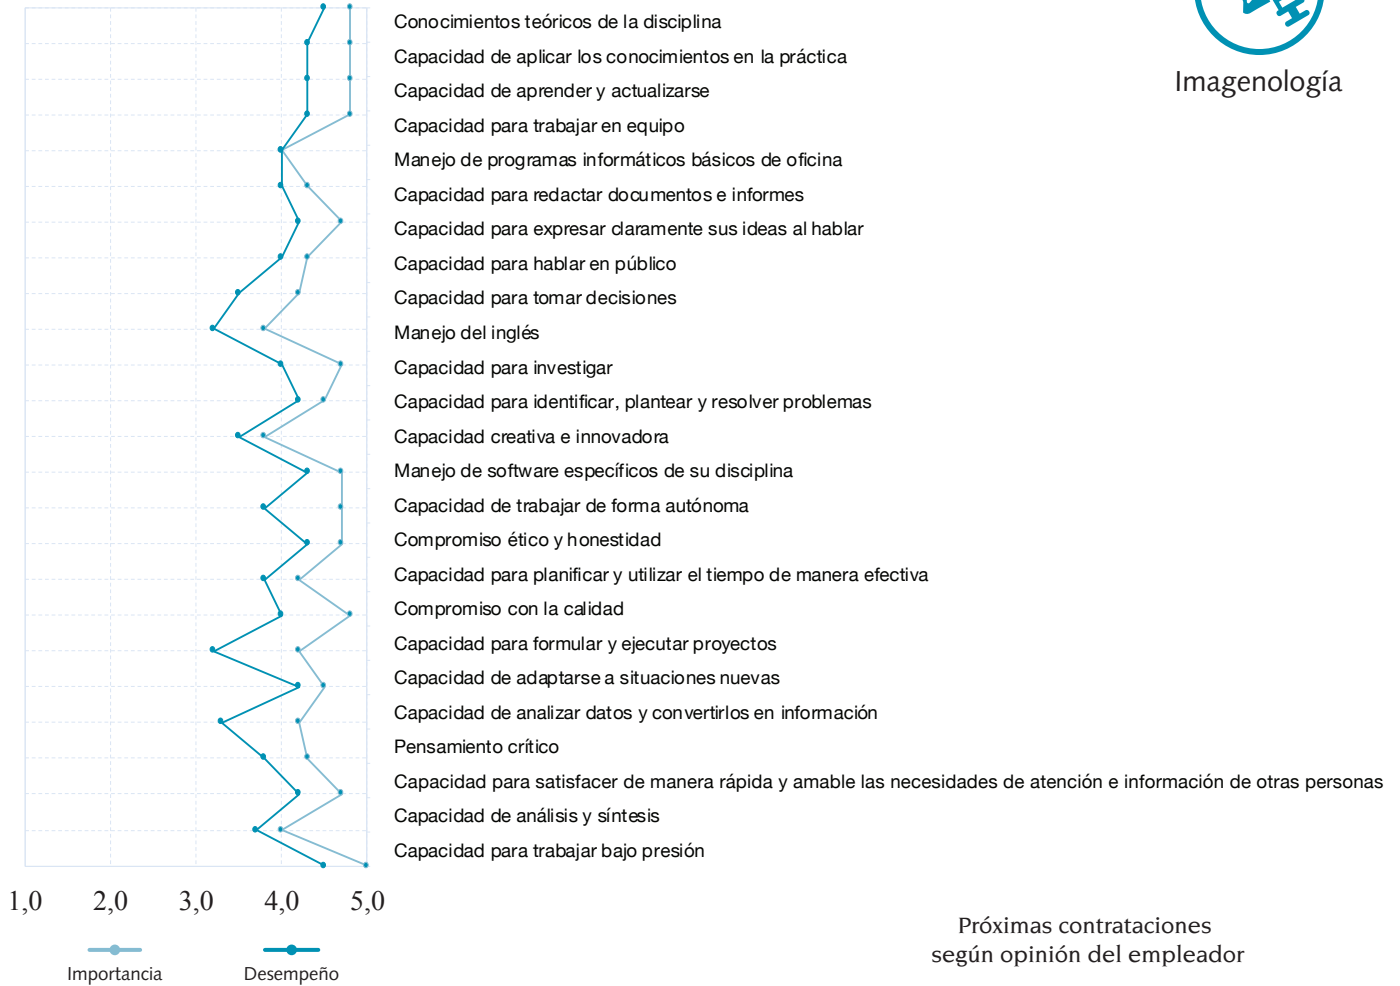 Conocimientos teóricos de la disciplina
Capacidad de aplicar los conocimientos en la práctica
Capacidad de aprender y actualizarse
Capacidad para trabajar en equipo
Manejo de programas informáticos básicos de oficina
Capacidad para redactar documentos e informes
Capacidad para expresar claramente sus ideas al hablar
Capacidad para hablar en público
Capacidad para tomar decisiones
Manejo del inglés
Capacidad para investigar
Capacidad para identificar, plantear y resolver problemas
Capacidad creativa e innovadora
Manejo de software específicos de su disciplina
Capacidad de trabajar de forma autónoma
Compromiso ético y honestidad
Capacidad para planificar y utilizar el tiempo de manera efectiva
Compromiso con la calidad
Capacidad para formular y ejecutar proyectos
Capacidad de adaptarse a situaciones nuevas
Capacidad de analizar datos y convertirlos en información
Pensamiento crítico
Capacidad para satisfacer de manera rápida y amable las necesidades de atención e información de otras personas
Capacidad de análisis y síntesis
Capacidad para trabajar bajo presión
1,0 2,0 3,0 4,0 5,0
Importancia Desempeño
Imagenología
Próximas contrataciones
según opinión del empleador